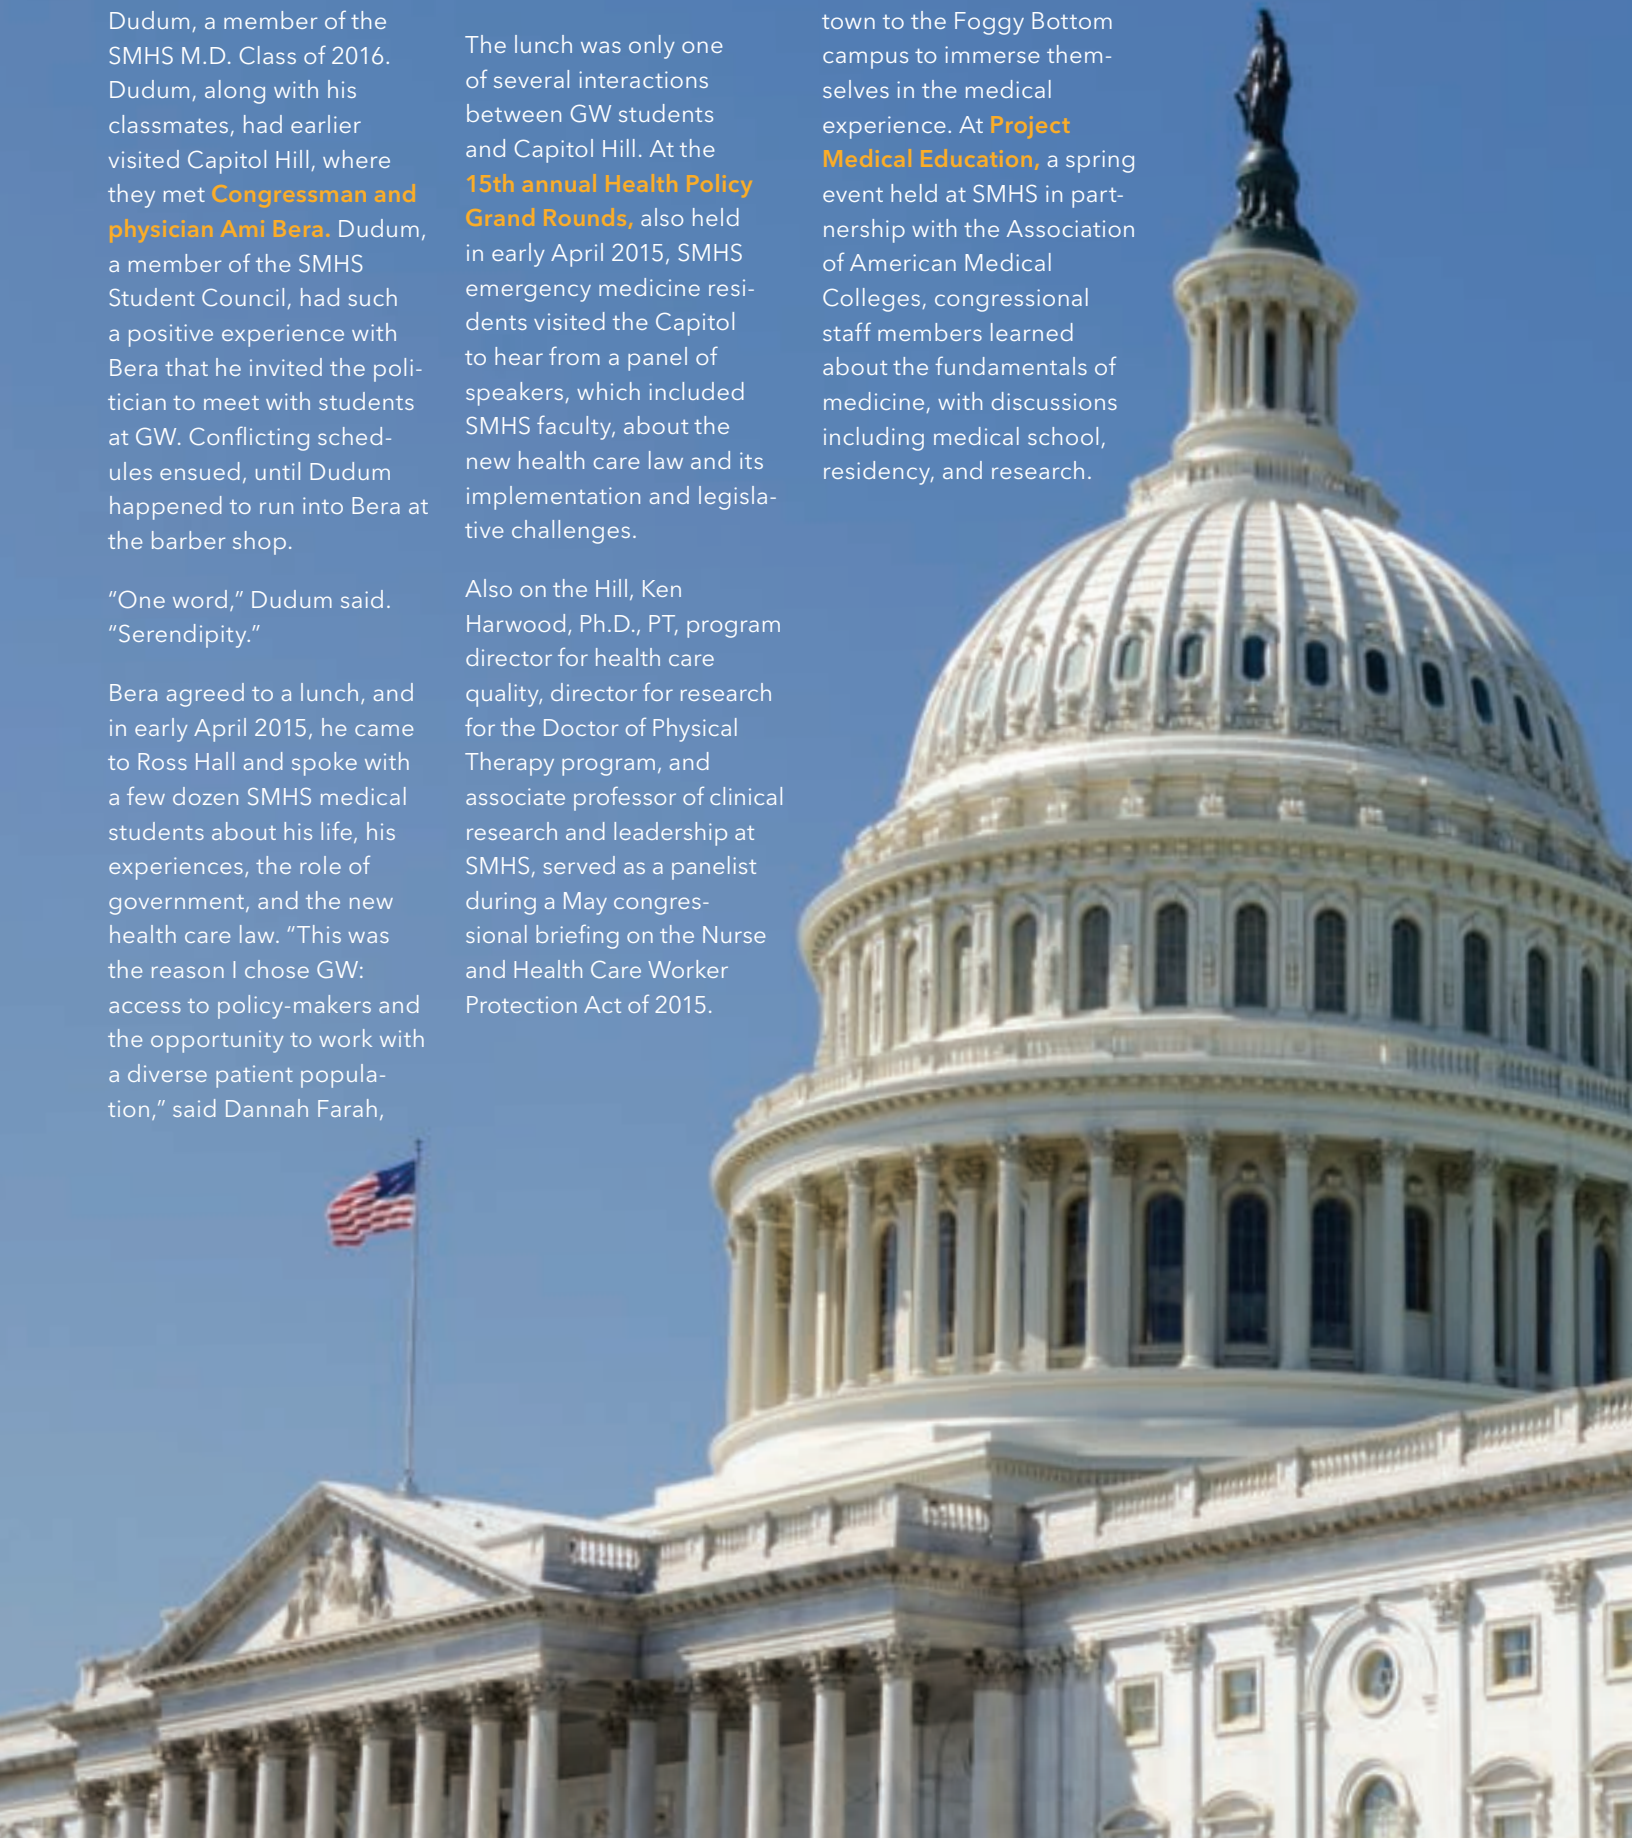 Dudum, a member of the
SMHS M.D. Class of 2016.
Dudum, along with his
classmates, had earlier
visited Capitol Hill, where
they met Congressman and
physician Ami Bera. Dudum,
a member of the SMHS
Student Council, had such
a positive experience with
Bera that he invited the poli-
tician to meet with students
at GW. Conflicting sched-
ules ensued, until Dudum
happened to run into Bera at
the barber shop.
“One word,” Dudum said.
“Serendipity.”
Bera agreed to a lunch, and
in early April 2015, he came
to Ross Hall and spoke with
a few dozen SMHS medical
students about his life, his
experiences, the role of
government, and the new
health care law. “This was
the reason I chose GW:
access to policy-makers and
the opportunity to work with
a diverse patient popula-
tion,” said Dannah Farah,
The lunch was only one
of several interactions
between GW students
and Capitol Hill. At the
15th annual Health Policy
Grand Rounds, also held
in early April 2015, SMHS
emergency medicine resi-
dents visited the Capitol
to hear from a panel of
speakers, which included
SMHS faculty, about the
new health care law and its
implementation and legisla-
tive challenges.
Also on the Hill, Ken
Harwood, Ph.D., PT, program
director for health care
quality, director for research
for the Doctor of Physical
Therapy program, and
associate professor of clinical
research and leadership at
SMHS, served as a panelist
during a May congres-
sional briefing on the Nurse
and Health Care Worker
Protection Act of 2015.
town to the Foggy Bottom
campus to immerse them-
selves in the medical
experience. At Project
Medical Education, a spring
event held at SMHS in part-
nership with the Association
of American Medical
Colleges, congressional
staff members learned
about the fundamentals of
medicine, with discussions
including medical school,
residency, and research.